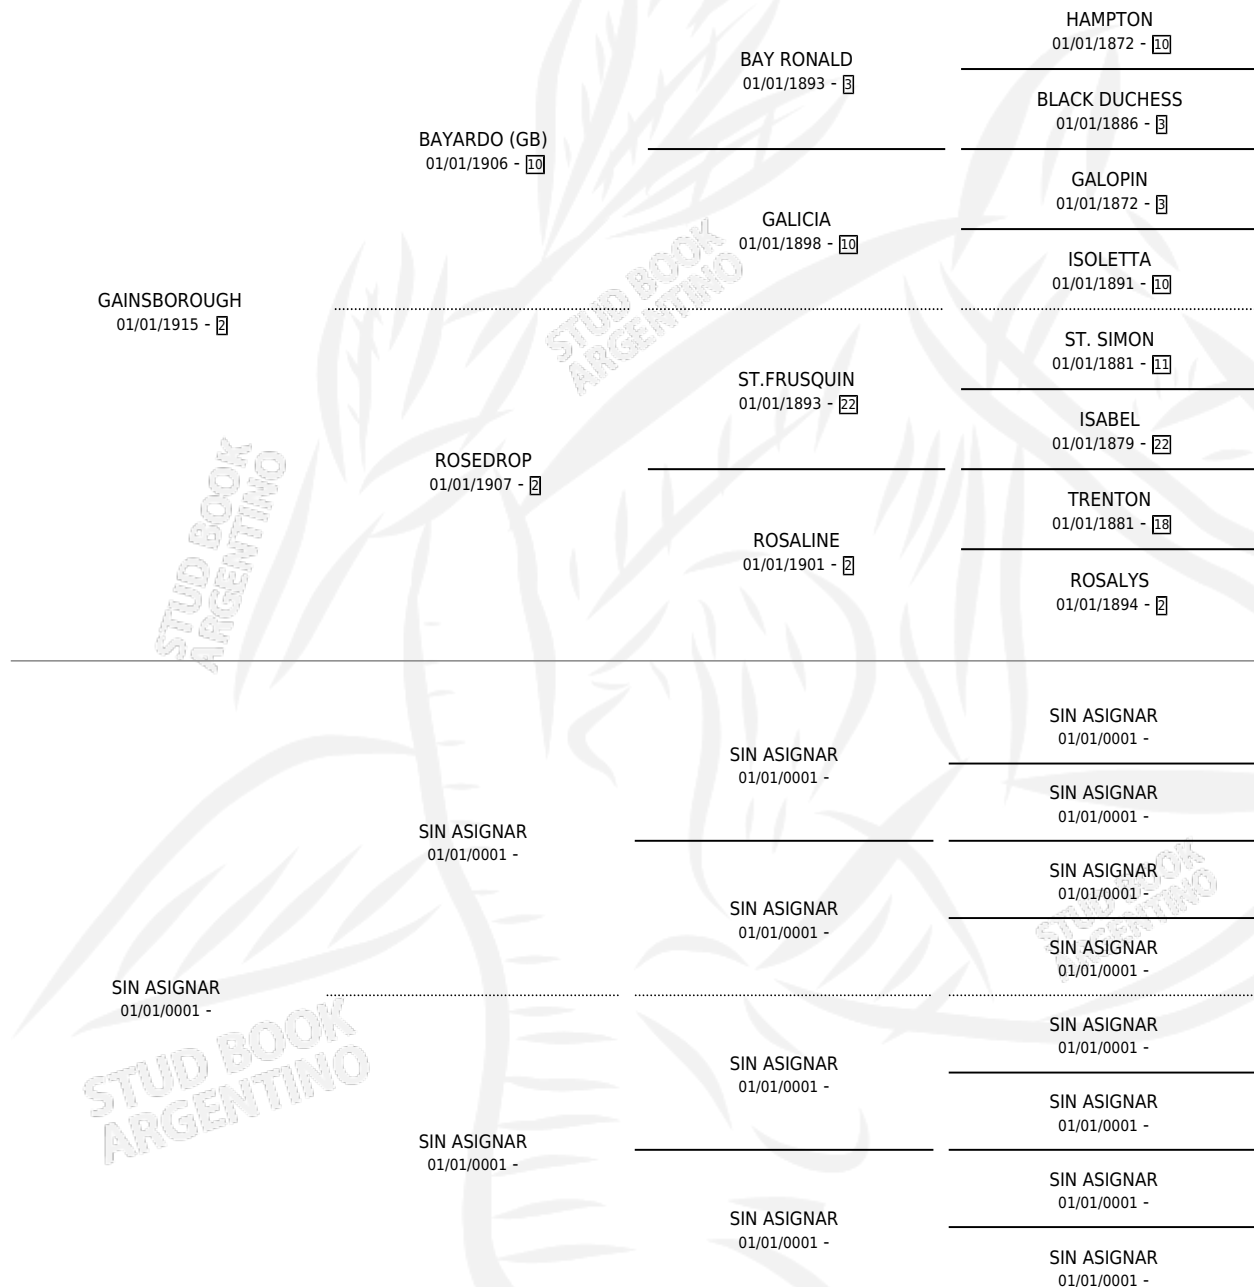 HAMPTON
01/01/1872 - 10
BAY RONALD
01/01/1893 - 3
BLACK DUCHESS
01/01/1886 - 3
BAYARDO (GB)
01/01/1906 - 10
GALOPIN
01/01/1872 - 3
GALICIA
01/01/1898 - 10
ISOLETTA
01/01/1891 - 10
GAINSBOROUGH
01/01/1915 - 2
ST. SIMON
01/01/1881 - 11
ST.FRUSQUIN
01/01/1893 - 22
ISABEL
01/01/1879 - 22
ROSEDROP
01/01/1907 - 2
TRENTON
01/01/1881 - 18
ROSALINE
01/01/1901 - 2
ROSALYS
01/01/1894 - 2
STUD BOOK
ARGENTINO
STUD BOOK
ARGENTINO
SIN ASIGNAR
01/01/0001 -
SIN ASIGNAR
01/01/0001 -
SIN ASIGNAR
01/01/0001 -
SIN ASIGNAR
01/01/0001 -
SIN ASIGNAR
01/01/0001 -
SIN ASIGNAR
01/01/0001 -
SIN ASIGNAR
01/01/0001 -
SIN ASIGNAR
01/01/0001 -
SIN ASIGNAR
01/01/0001 -
SIN ASIGNAR
01/01/0001 -
SIN ASIGNAR
01/01/0001 -
SIN ASIGNAR
01/01/0001 -
SIN ASIGNAR
01/01/0001 -
SIN ASIGNAR
01/01/0001 -
SIN ASIGNAR
01/01/0001 -
STUD BOOK
ARGENTINO
STUD BOOK
ARGENTINO